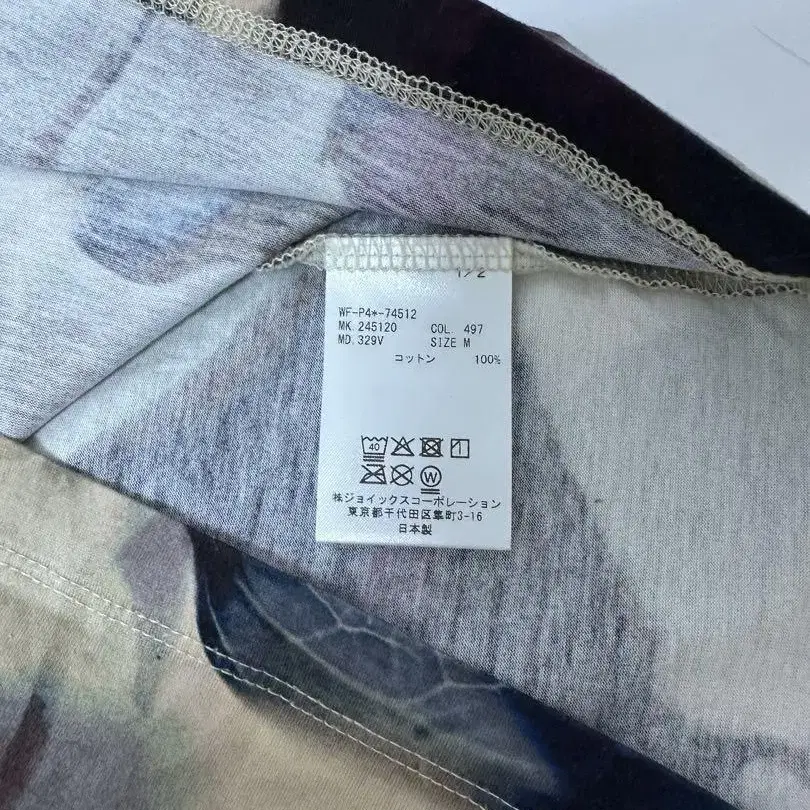 1/2
WF-P4*-74512
MK. 245120 COL 497
MD. 329V SIZE M
コットン 100%
40
W
株ジョイックスコーポレーション
東京都千代田区隼町3-16
日本製